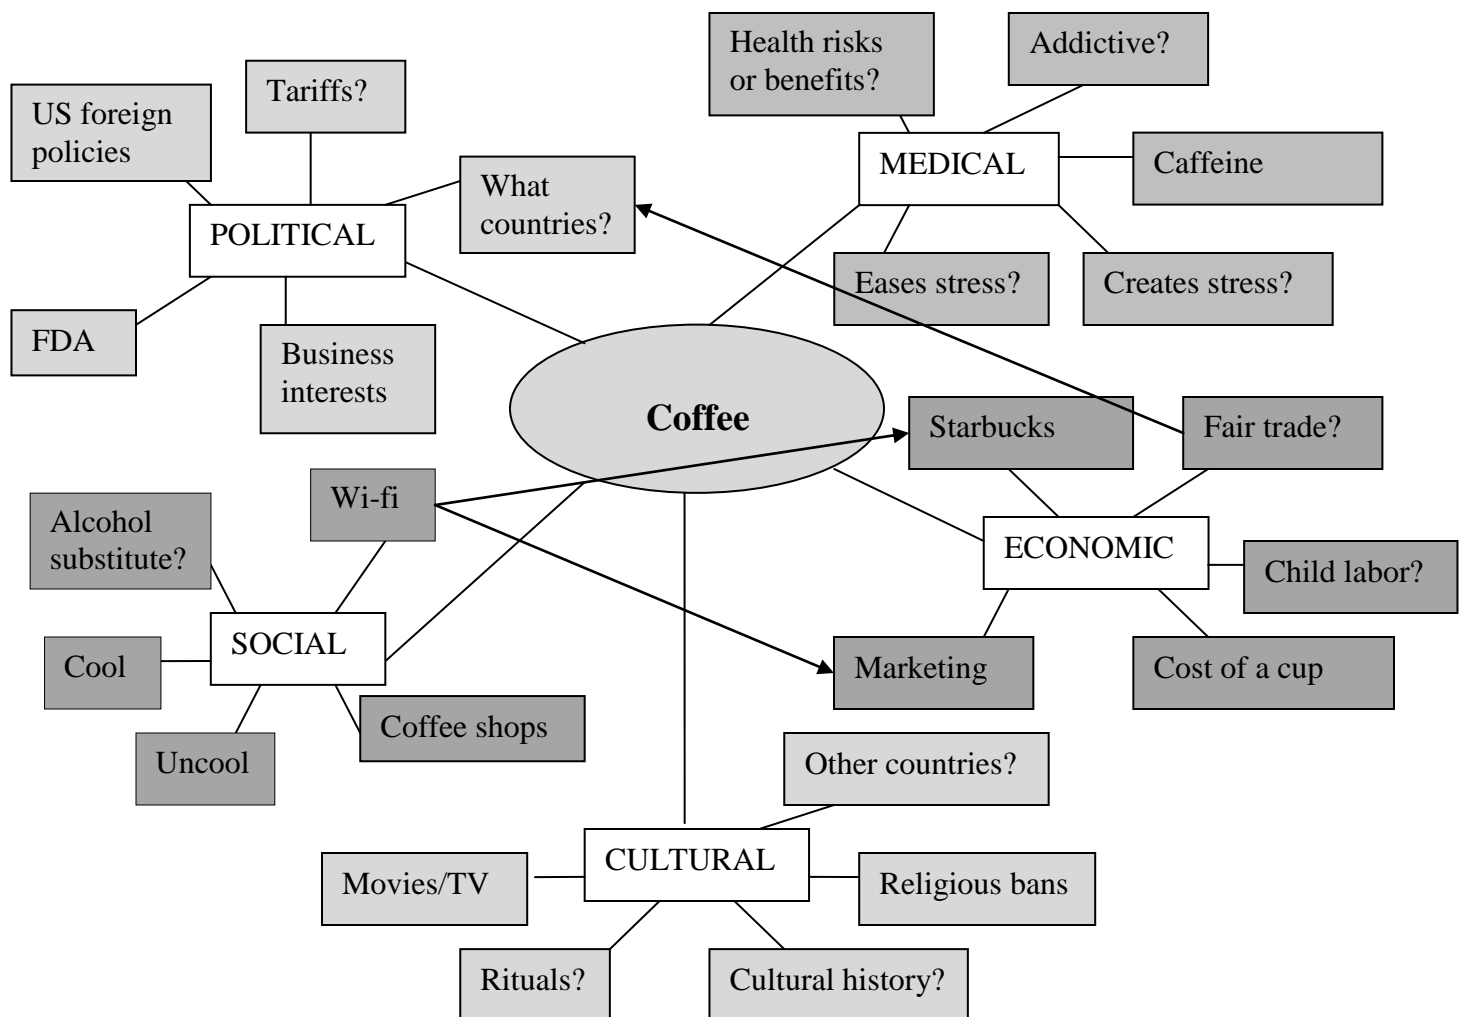 Health risks
or benefits?
Addictive?
Tariffs?
US foreign
policies
MEDICAL
Caffeine
What
countries?
POLITICAL
Eases stress?
Creates stress?
FDA
Business
interests
Coffee
Starbucks
Fair trade?
Wi-fi
Alcohol
substitute?
ECONOMIC
Child labor?
SOCIAL
Cool
Marketing
Cost of a cup
Coffee shops
Uncool
Other countries?
CULTURAL
Movies/TV
Religious bans
Rituals?
Cultural history?